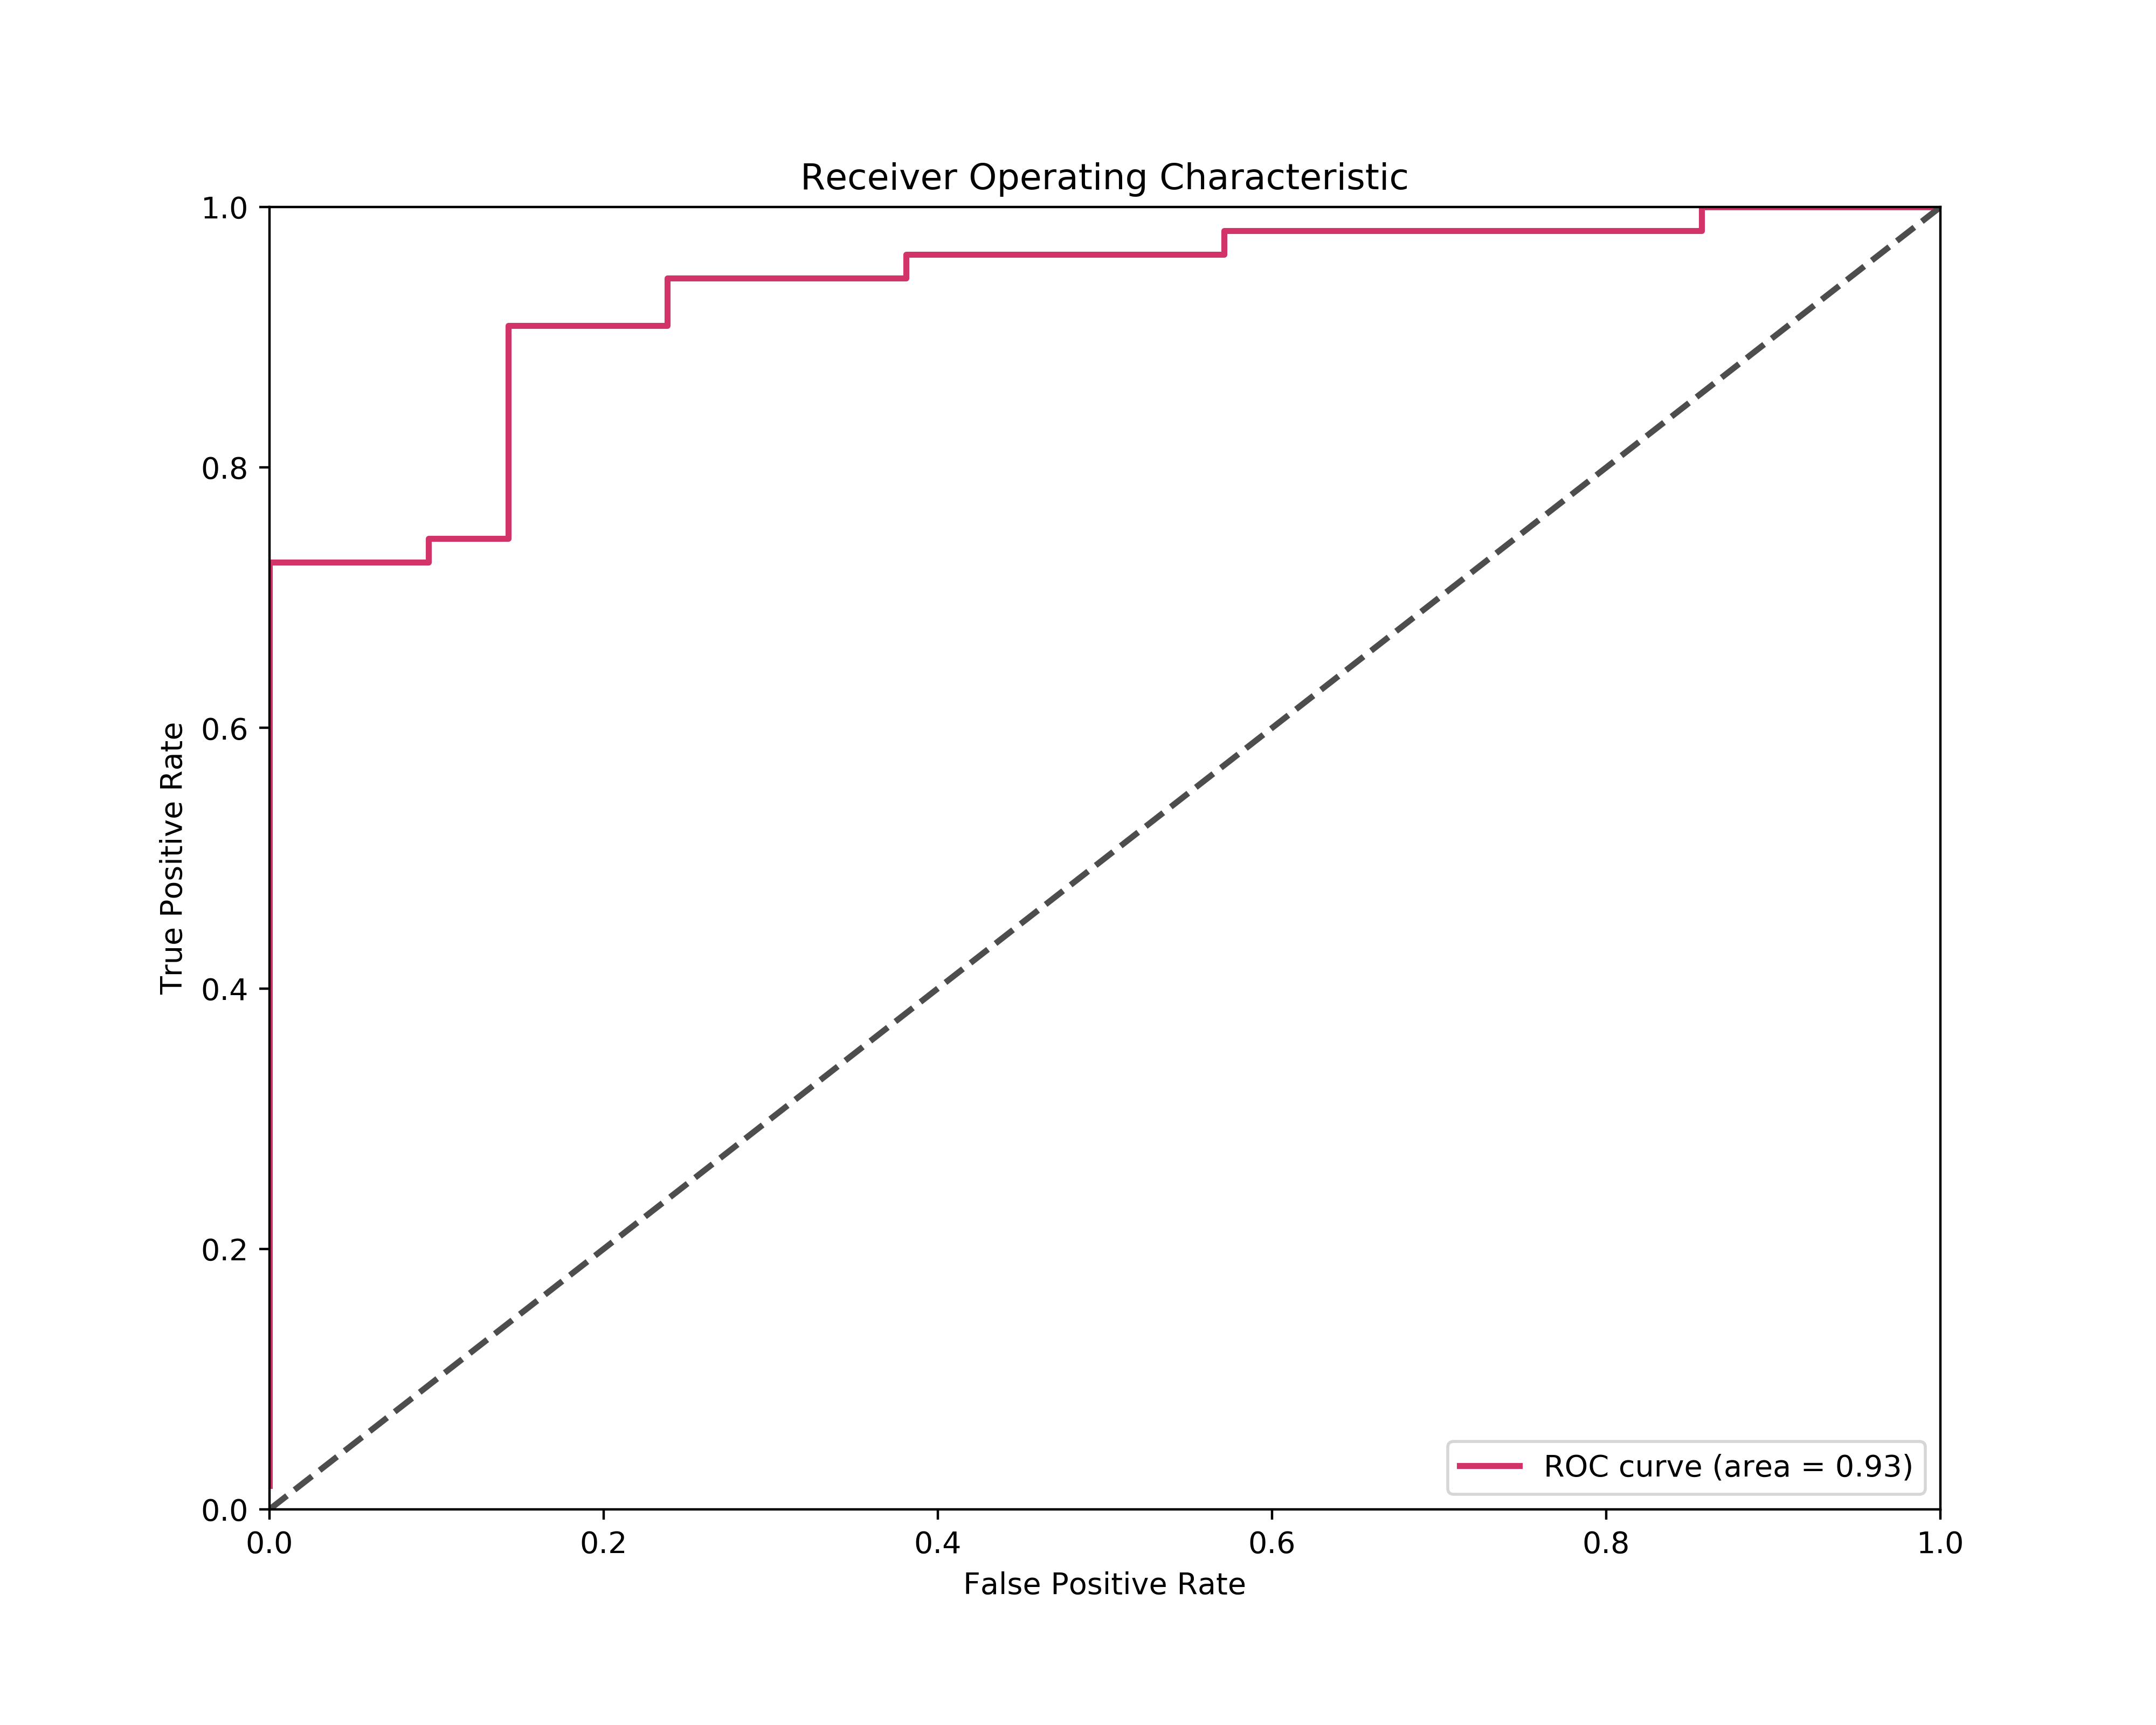 Receiver Operating Characteristic
1.0
0.8
0.6
0.4
0.2
0.0
True Positive Rate
0.0 0.2 0.4 0.6 0.8 1.0
False Positive Rate
ROC curve (area = 0.93)